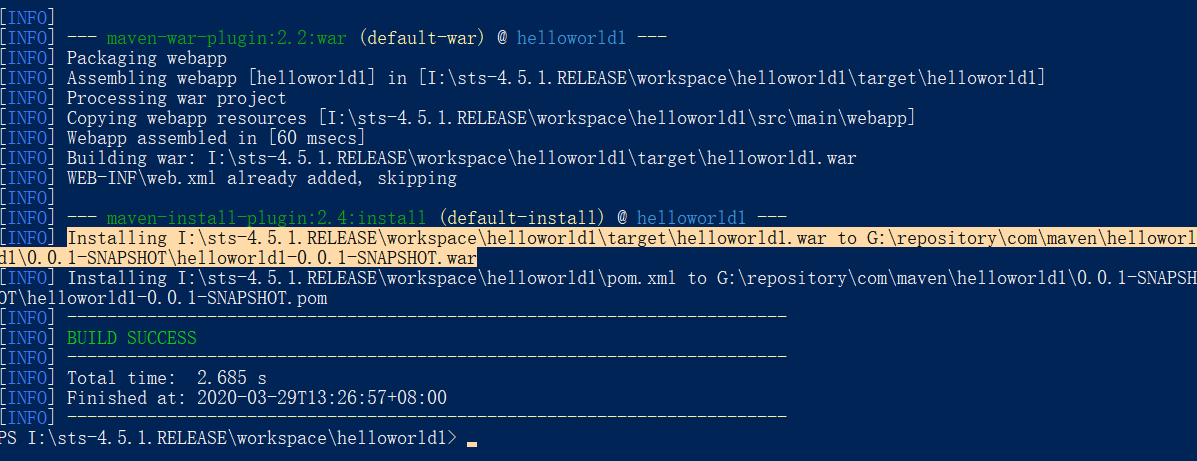 [INFO]
[INFO] --- maven-war-plugin:2.2:war (default-war) @ helloworld1 ---
[INFO] Packaging webapp
[INFO] Assembling webapp [helloworld1] in [I:\sts-4.5.1.RELEASE\workspace\helloworld1\target\helloworld1]
[INFO] Processing war project
[INFO] Copying webapp resources [I:\sts-4.5.1.RELEASE\workspace\helloworld1\src\main\webapp]
[INFO] Webapp assembled in [60 msecs]
[INFO] Building war: I:\sts-4.5.1.RELEASE\workspace\helloworld1\target\helloworld1.war
[INFO] WEB-INF\web.xml already added, skipping
[INFO]
[INFO] --- maven-install-plugin:2.4:install (default-install) @ helloworld1 ---
[INFO] Installing I:\sts-4.5.1.RELEASE\workspace\helloworld1\target\helloworld1.war to G:\repository\com\maven\helloworl
d1\0.0.1-SNAPSHOT\helloworld1-0.0.1-SNAPSHOT.war
[INFO] Installing I:\sts-4.5.1.RELEASE\workspace\helloworld1\pom.xml to G:\repository\com\maven\helloworld1\0.0.1-SNAPSH
OT\helloworld1-0.0.1-SNAPSHOT.pom
[INFO] ------------------------------------------------------------------------
[INFO] BUILD SUCCESS
[INFO] ------------------------------------------------------------------------
[INFO] Total time:  2.685 s
[INFO] Finished at: 2020-03-29T13:26:57+08:00
[INFO] ------------------------------------------------------------------------
PS I:\sts-4.5.1.RELEASE\workspace\helloworld1>